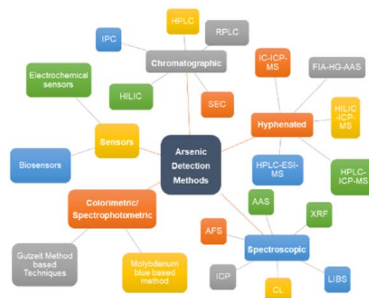 HPLC
IPC
RPLC
Chromatographic
HILIC
SEC
IC-ICP-
MS
FIA-HG-AAS
Hyphenated
HILIC
-ICP-
MS
HPLC-ESI-
MS
HPLC-
ICP-MS
Electrochemical
sensors
Sensors
Biosensors
Arsenic
Detection
Methods
Colorimetric/
Spectrophotometric
Gutzeit Method
based Techniques
Molybdenum
blue based
method
AAS
XRF
AFS
Spectroscopic
ICP
CL
LIBS